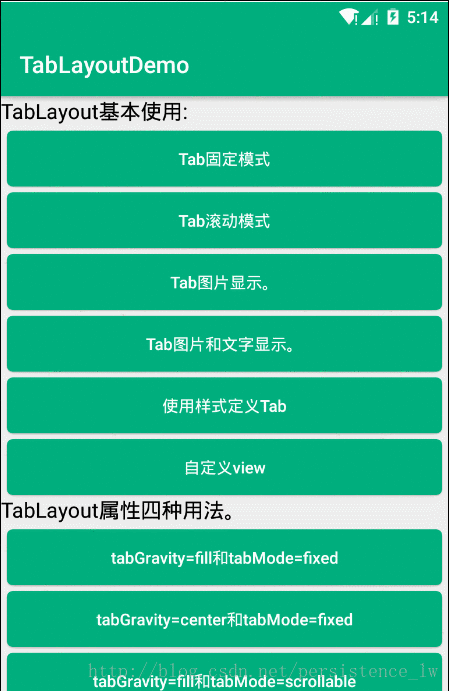 5:14
TabLayoutDemo
TabLayout基本使用:
Tab固定模式
Tab滚动模式
Tab图片显示。
Tab图片和文字显示。
使用样式定义Tab
自定义view
TabLayout属性四种用法。
tabGravity=fill和tabMode=fixed
tabGravity=center和tabMode=fixed
http://blog.csdn.net/persistence_lw
tabGravity=fill和tabMode=scrollable